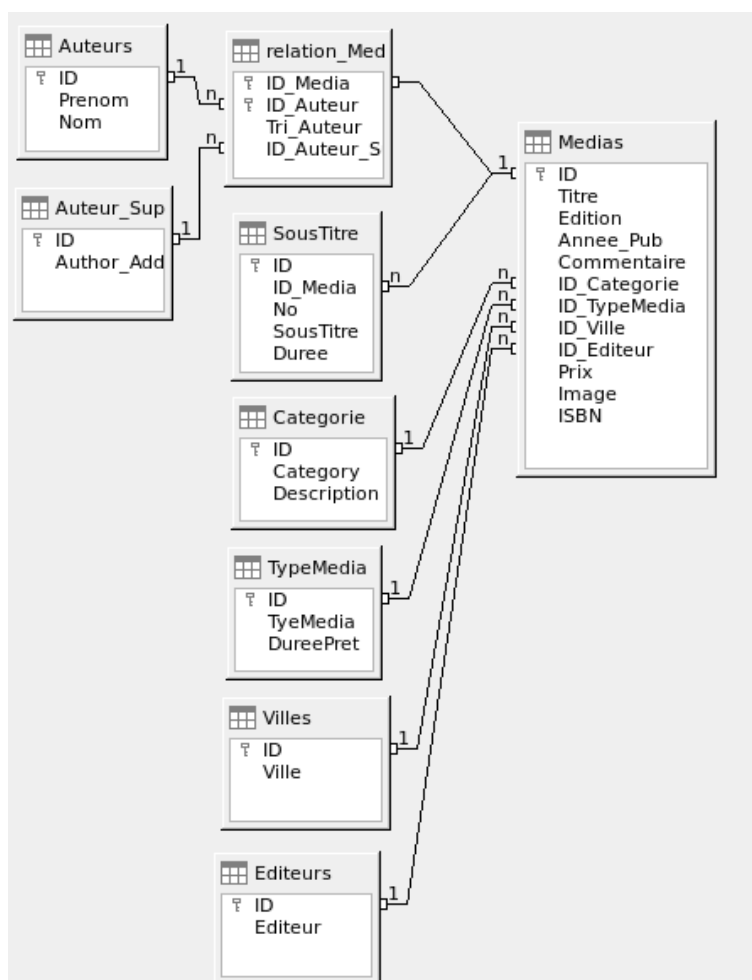 Auteurs
ID
Prenom
Nom
relation_Med
ID_Media
ID_Auteur
Tri_Auteur
ID_Auteur_S
Medias
ID
Titre
Edition
Annee_Pub
Commentaire
ID_Categorie
ID_TypeMedia
ID_Ville
ID_Editeur
Prix
Image
ISBN
Auteur_Sup
ID
Author_Add
SousTitre
ID
ID_Media
No
SousTitre
Duree
Categorie
ID
Category
Description
TypeMedia
ID
TyeMedia
DureePret
Villes
ID
Ville
Editeurs
ID
Editeur
1
n
n
1
1
n
n
n
n
n
1
1
1
1